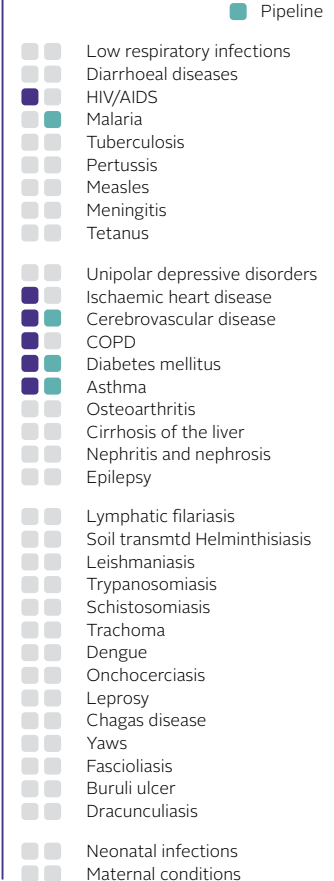 Pipeline
Low respiratory infections
Diarrhoeal diseases
HIV/AIDS
Malaria
Tuberculosis
Pertussis
Measles
Meningitis
Tetanus
Unipolar depressive disorders
Ischaemic heart disease
Cerebrovascular disease
COPD
Diabetes mellitus
Asthma
Osteoarthritis
Cirrhosis of the liver
Nephritis and nephrosis
Epilepsy
Lymphatic filariasis
Soil transmtd Helminthisiasis
Leishmaniasis
Trypanosomiasis
Schistosomiasis
Trachoma
Dengue
Onchocerciasis
Leprosy
Chagas disease
Yaws
Fascioliasis
Buruli ulcer
Dracunculiasis
Neonatal infections
Maternal conditions